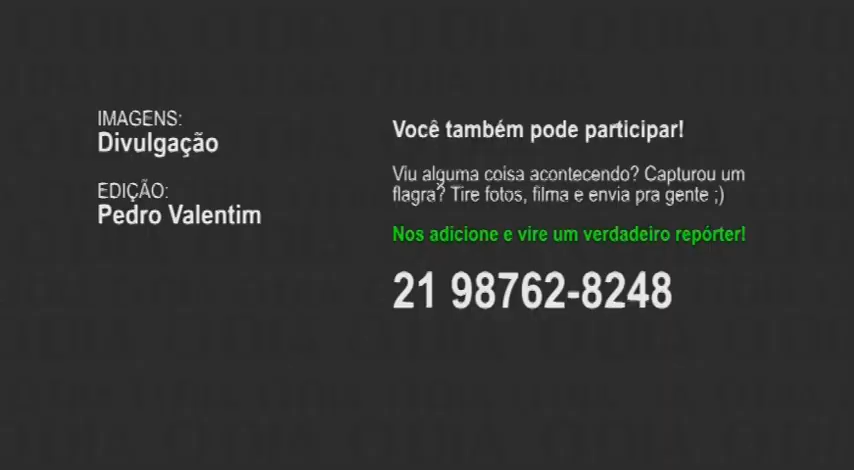 IMAGENS:
Divulgação
EDIÇÃO:
Pedro Valentim
Você também pode participar!
Viu alguma coisa acontecendo? Capturou um
flagra? Tire fotos, filma e envia pra gente ;)
Nos adicione e vire um verdadeiro repórter!
21 98762-8248